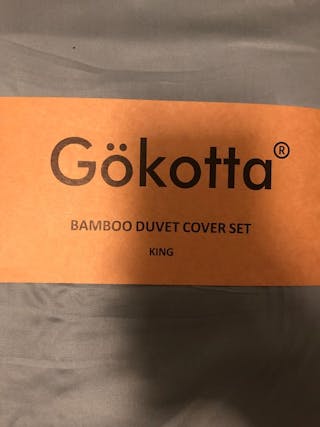 Gökotta®
BAMBOO DUVET COVER SET
KING